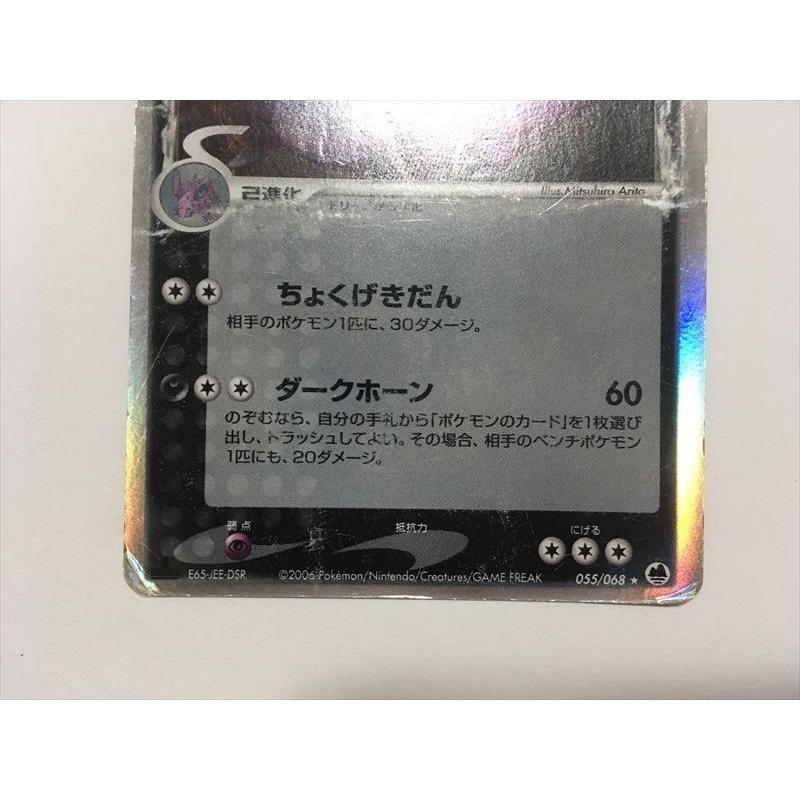 2進化
Illus. Mitsuhiro Arita
ちょくげきだん
相手のポケモン1匹に、30ダメージ。
ダークホーン 60
のぞむなら、自分の手札から「ポケモンのカード」を1枚選び
出し、トラッシュしてよい。その場合、相手のベンチポケモン
1匹にも、20ダメージ。
弱点 抵抗力 にげる
E65-JEE-DSR ©2006 Pokémon/Nintendo/Creatures/GAME FREAK 055/068 ★